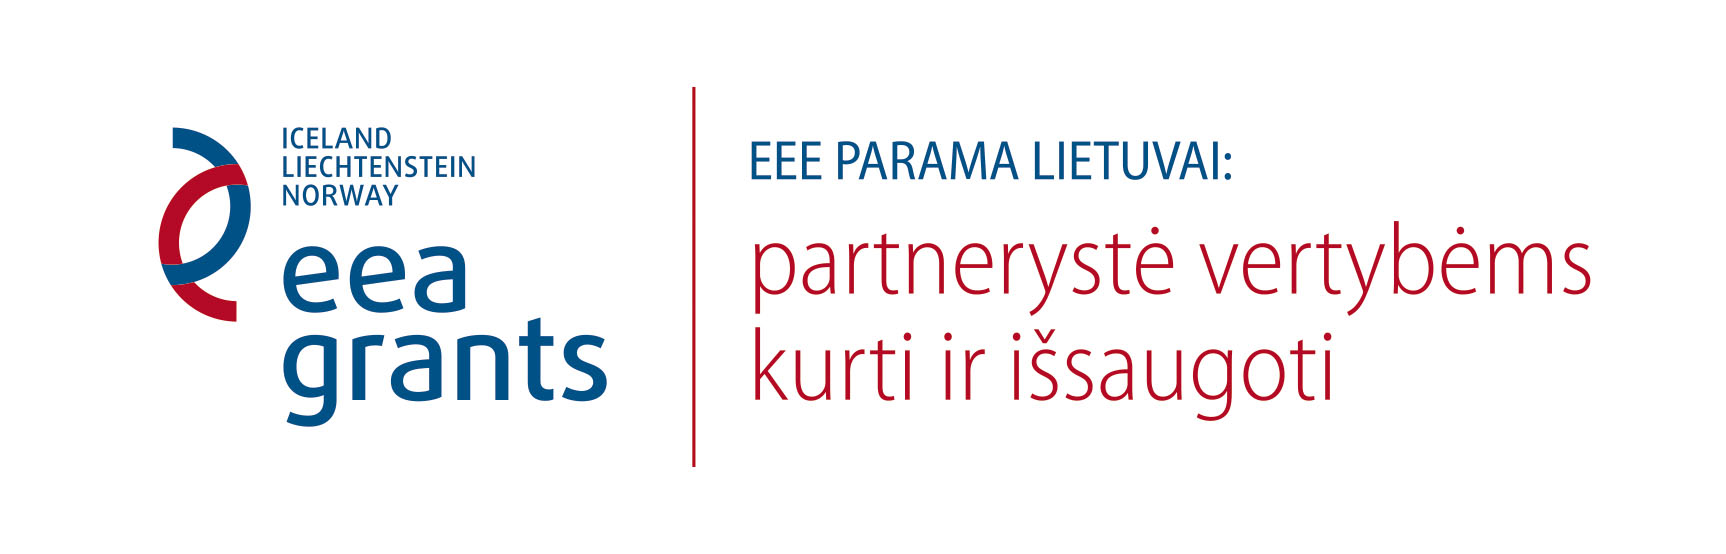 ICELAND
LIECHTENSTEIN
NORWAY
eea
grants
EEE PARAMA LIETUVAI:
partnerystė vertybėms
kurti ir išsaugoti